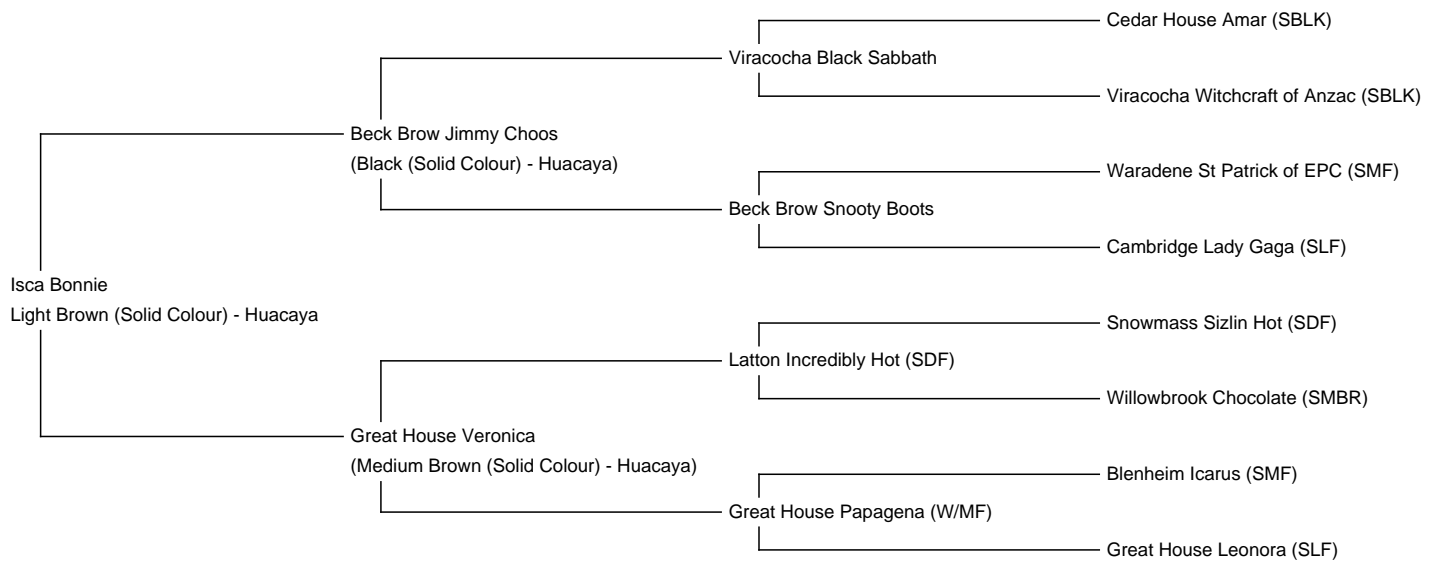 Cedar House Amar (SBLK)
Viracocha Black Sabbath
Viracocha Witchcraft of Anzac (SBLK)
Beck Brow Jimmy Choos
(Black (Solid Colour) - Huacaya)
Waradene St Patrick of EPC (SMF)
Beck Brow Snooty Boots
Cambridge Lady Gaga (SLF)
Isca Bonnie
Light Brown (Solid Colour) - Huacaya
Snowmass Sizlin Hot (SDF)
Latton Incredibly Hot (SDF)
Willowbrook Chocolate (SMBR)
Great House Veronica
(Medium Brown (Solid Colour) - Huacaya)
Blenheim Icarus (SMF)
Great House Papagena (W/MF)
Great House Leonora (SLF)